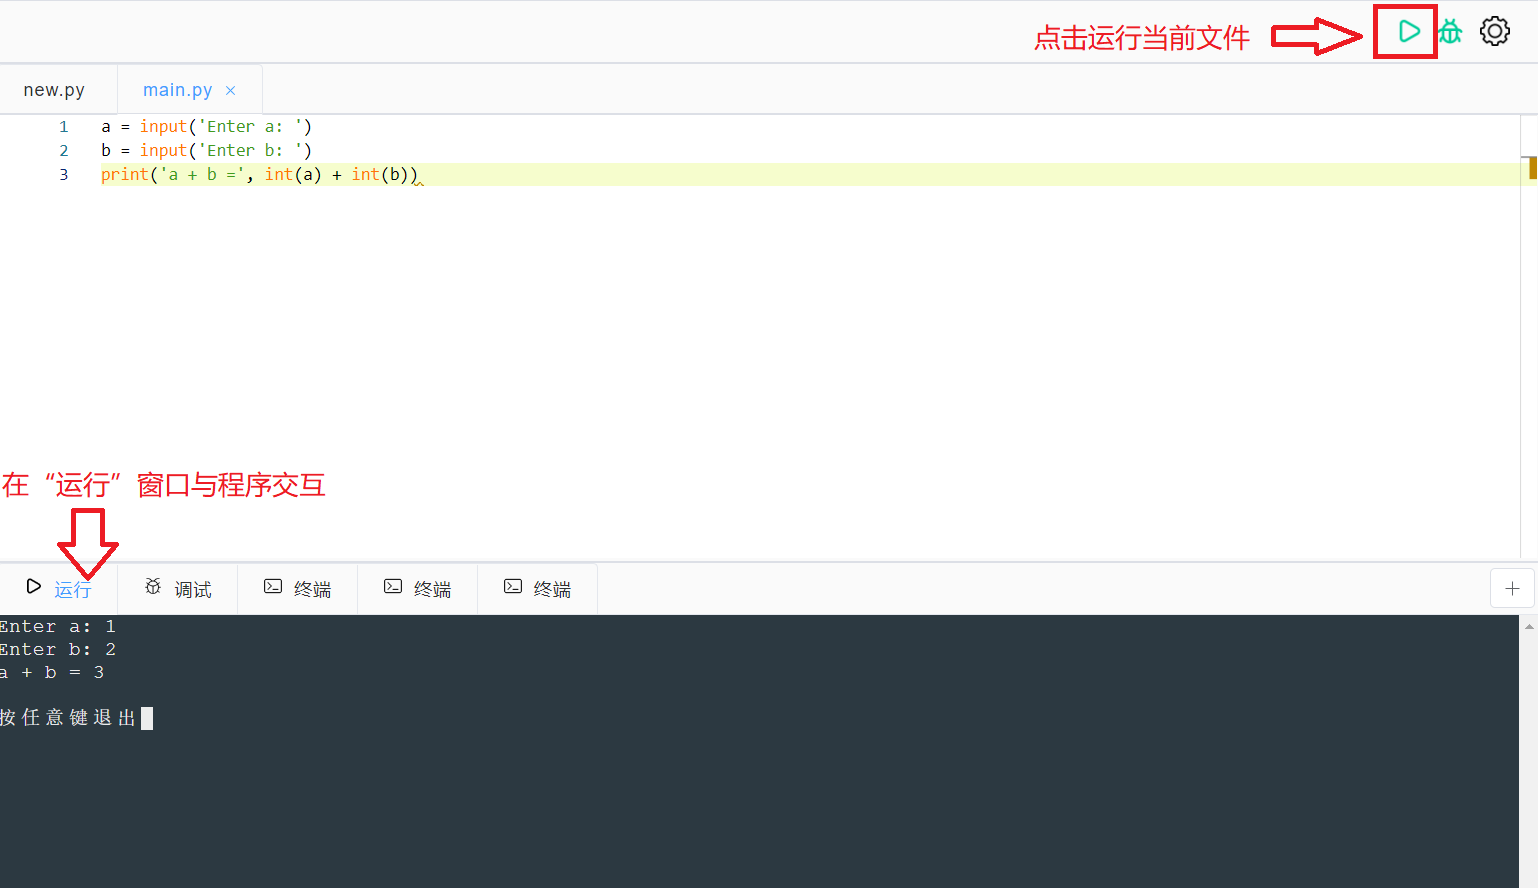 点击运行当前文件
new.py main.py ×
1 a = input('Enter a: ')
2 b = input('Enter b: ')
3 print('a + b =', int(a) + int(b))
在“运行”窗口与程序交互
运行 调试 终端 终端 终端 +
Enter a: 1
Enter b: 2
a + b = 3
按任意键退出